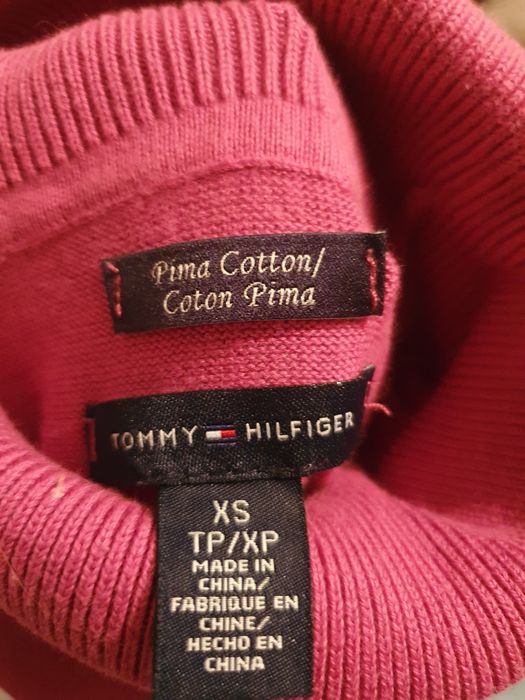 Pima Cotton/
Coton Pima
TOMMY HILFIGER
XS
TP/XP
MADE IN
CHINA/
FABRIQUE EN
CHINE/
HECHO EN
CHINA